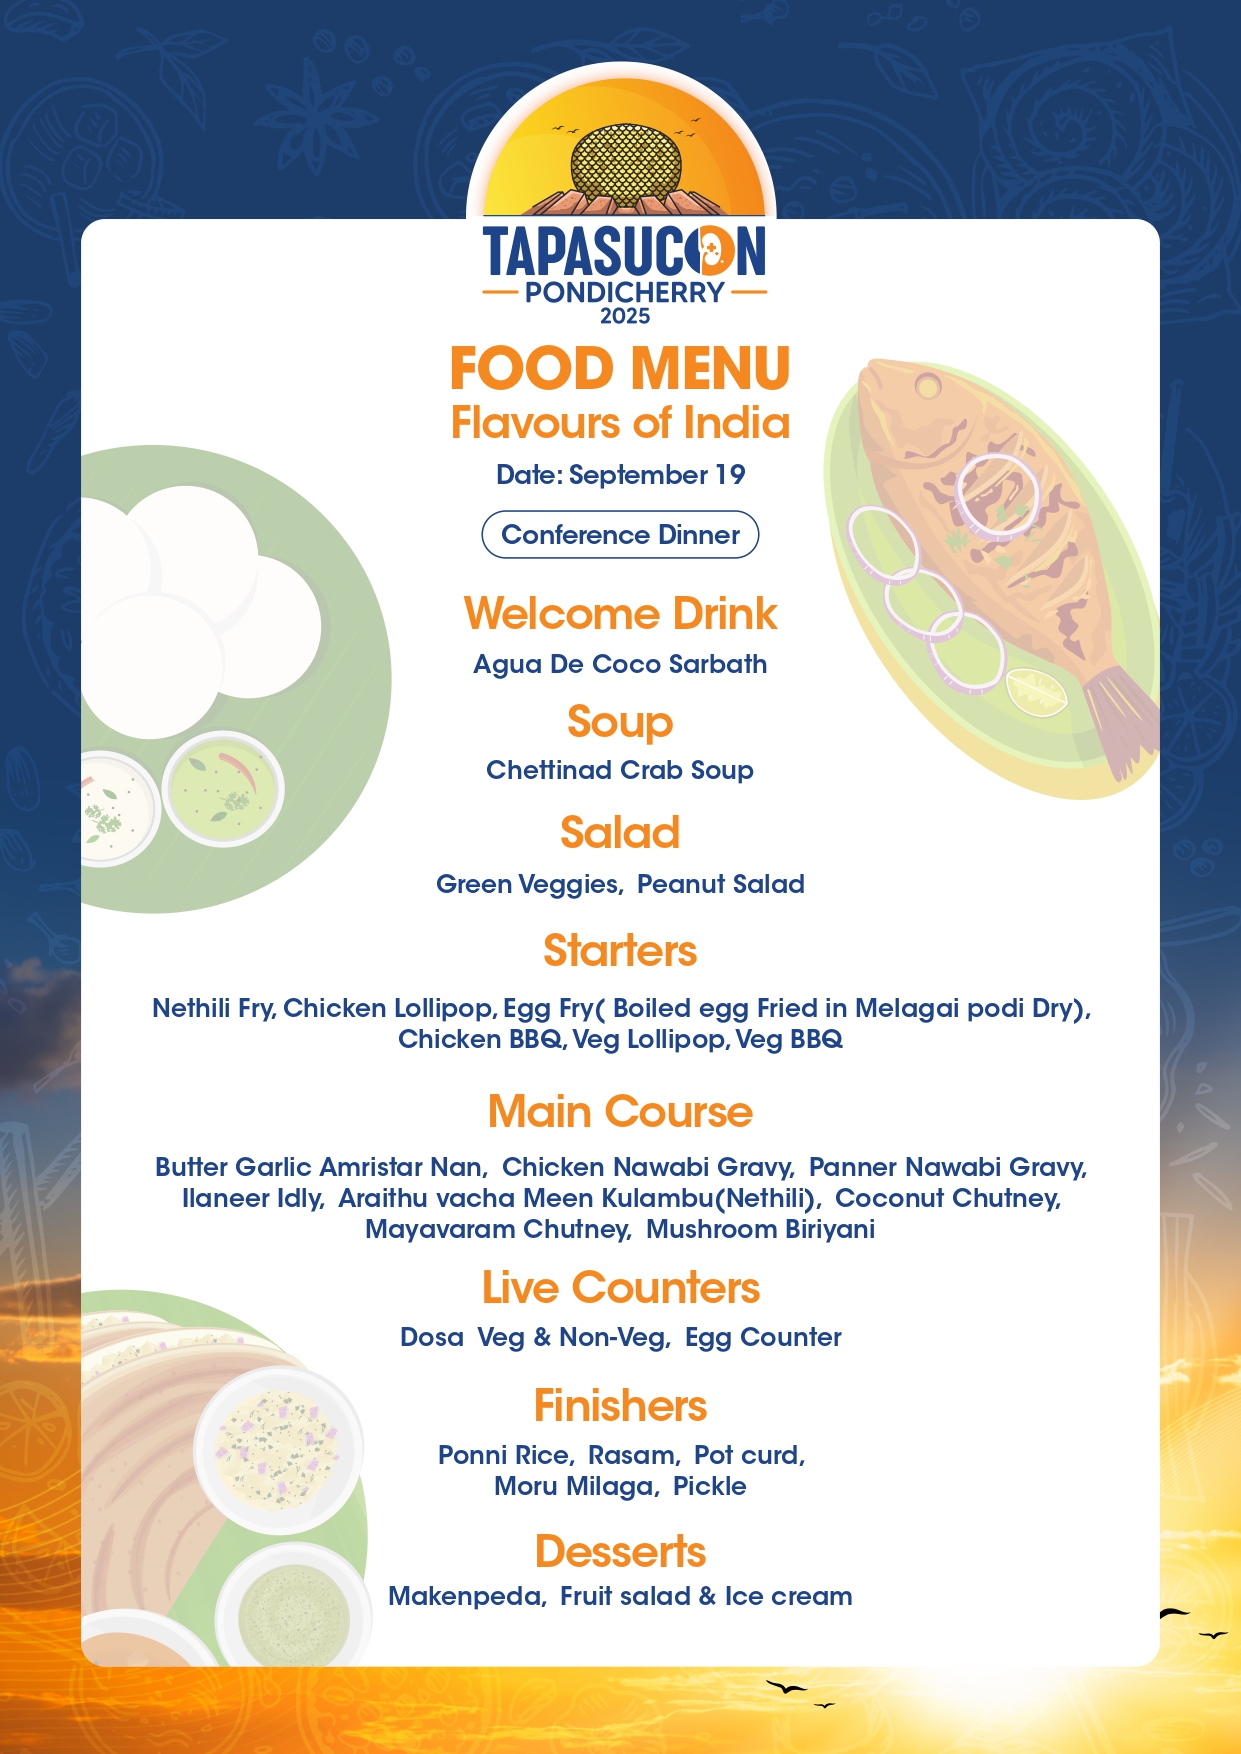 TAPASUCON
PONDICHERRY
2025
FOOD MENU
Flavours of India
Date: September 19
Conference Dinner
Welcome Drink
Agua De Coco Sarbath
Soup
Chettinad Crab Soup
Salad
Green Veggies, Peanut Salad
Starters
Nethili Fry, Chicken Lollipop, Egg Fry( Boiled egg Fried in Melagai podi Dry),
Chicken BBQ, Veg Lollipop, Veg BBQ
Main Course
Butter Garlic Amristar Nan, Chicken Nawabi Gravy, Panner Nawabi Gravy,
Ilaneer Idly, Araithu vacha Meen Kulambu(Nethili), Coconut Chutney,
Mayavaram Chutney, Mushroom Biriyani
Live Counters
Dosa Veg & Non-Veg, Egg Counter
Finishers
Ponni Rice, Rasam, Pot curd,
Moru Milaga, Pickle
Desserts
Makenpeda, Fruit salad & Ice cream